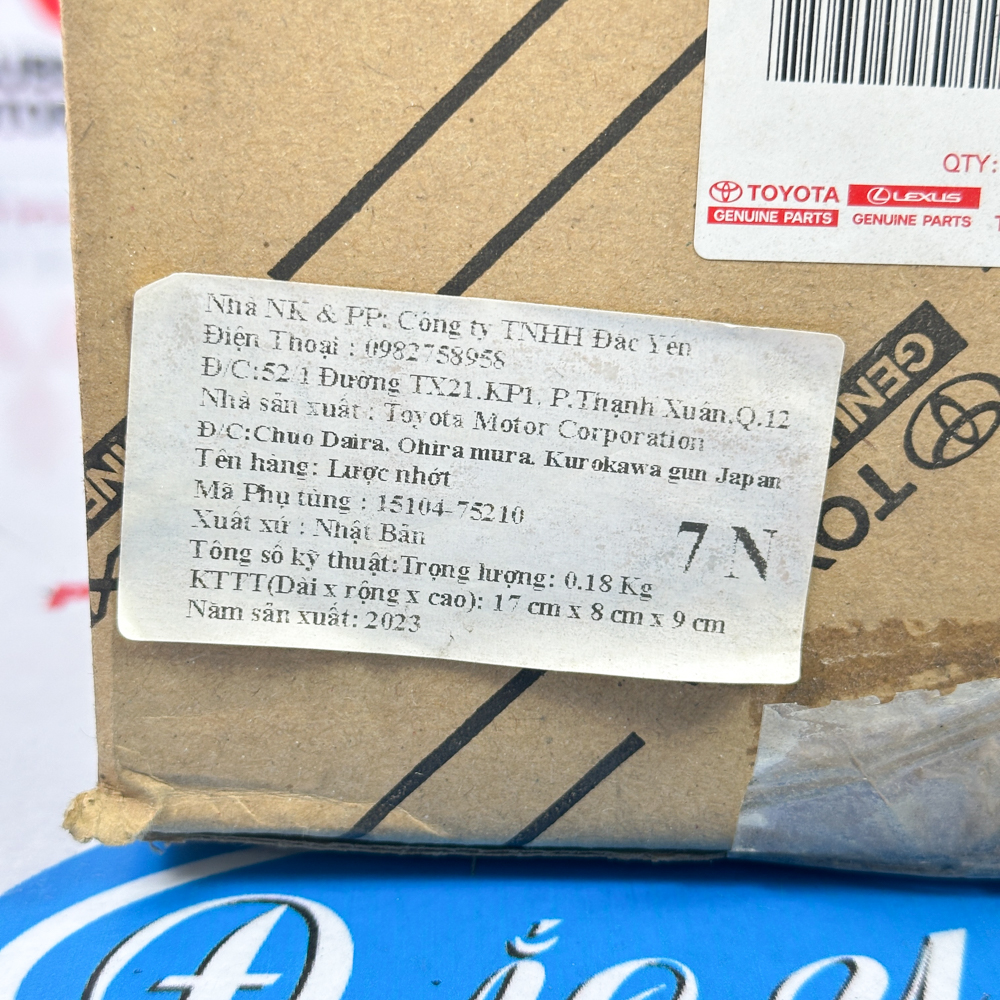 QTY:
TOYOTA LEXUS
GENUINE PARTS GENUINE PARTS
Nhà NK & PP: Công ty TNHH Đắc Yên
Điện Thoại : 0982758958
Đ/C:52/1 Đường TX21.KP1. P.Thạnh Xuân.Q.12
Nhà sản xuất : Toyota Motor Corporation
Đ/C:Chuo Daira. Ohira mura. Kurokawa gun Japan
Tên hàng: Lược nhớt
Mã Phụ tùng : 15104-75210
Xuất xứ : Nhật Bản
7 N
Tông số kỹ thuật:Trọng lượng: 0.18 Kg
KTTT(Dài x rộng x cao): 17 cm x 8 cm x 9 cm
Năm sản xuất: 2023
TOYO